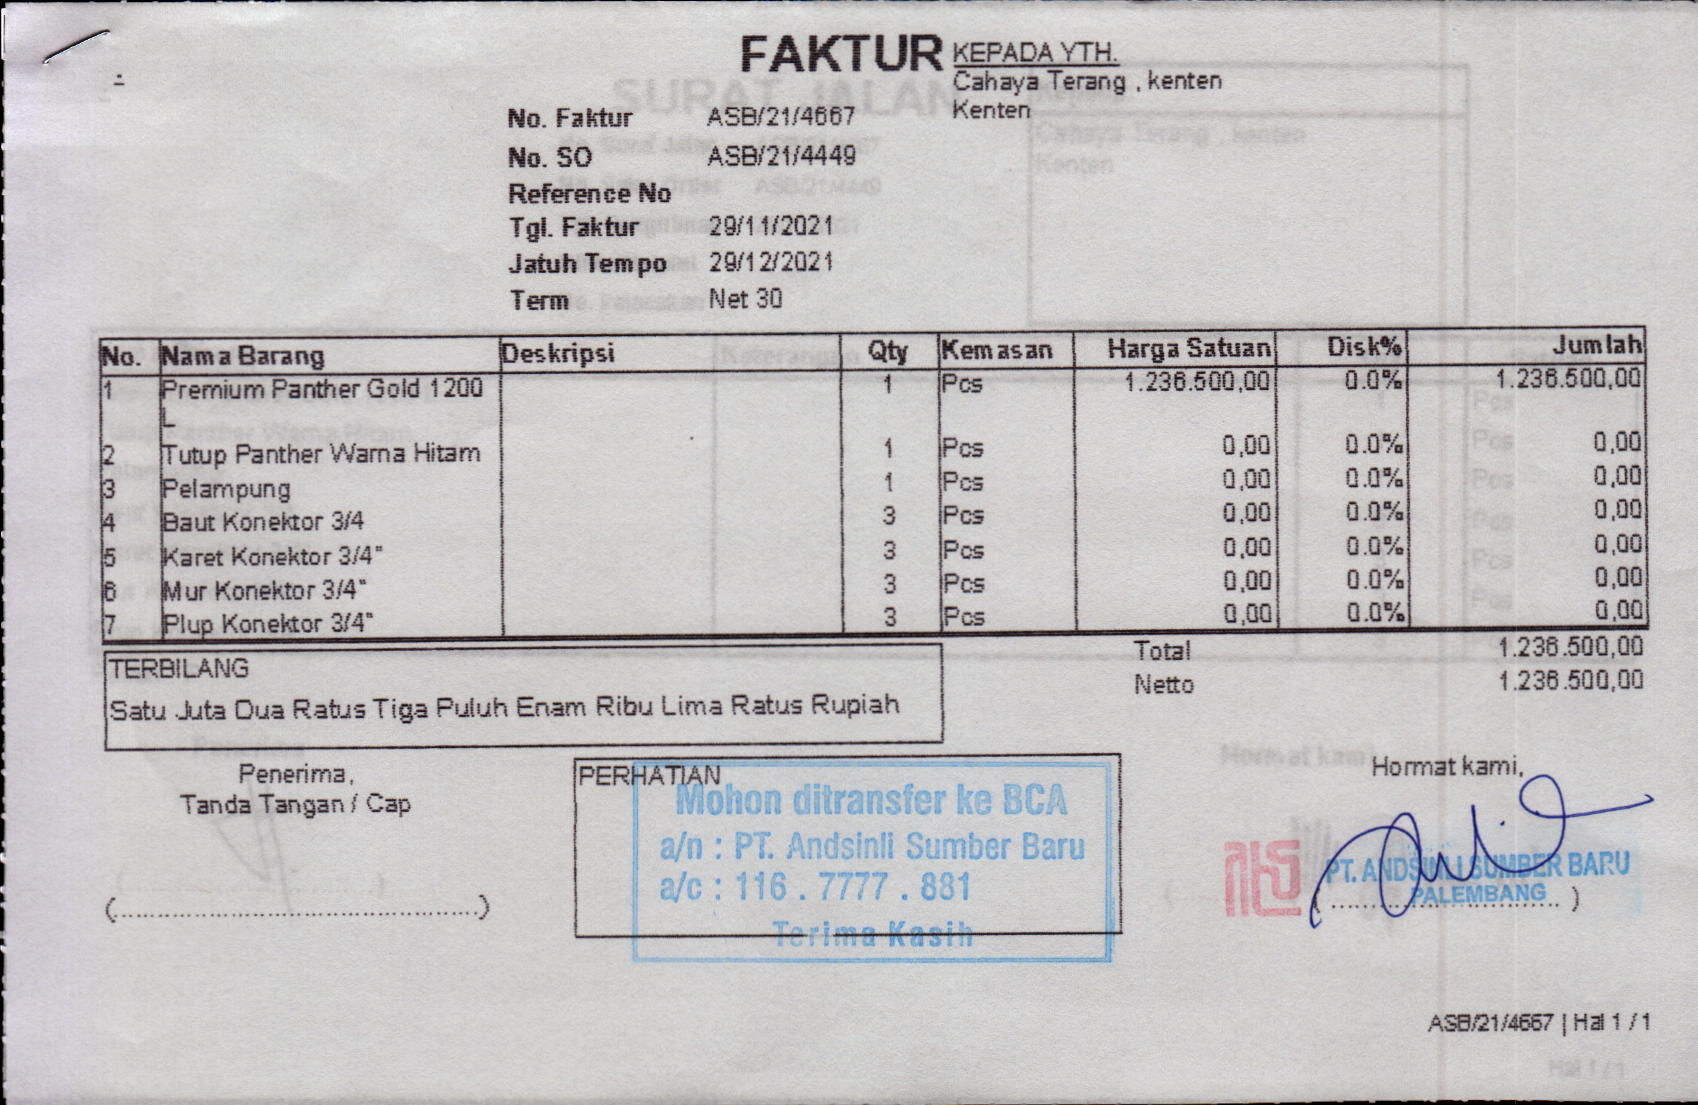 FAKTUR
KEPADA YTH.
Cahaya Terang , kenten
Kenten
No. Faktur ASB/21/4667
No. SO ASB/21/4449
Reference No
Tgl. Faktur 29/11/2021
Jatuh Tempo 29/12/2021
Term Net 30
No. Nama Barang Deskripsi Qty Kemasan Harga Satuan Disk% Jumlah
1 Premium Panther Gold 1200 1 Pcs 1.236.500,00 0.0% 1.236.500,00
L
2 Tutup Panther Warna Hitam 1 Pcs 0,00 0.0% 0,00
3 Pelampung 1 Pcs 0,00 0.0% 0,00
4 Baut Konektor 3/4 3 Pcs 0,00 0.0% 0,00
5 Karet Konektor 3/4" 3 Pcs 0,00 0.0% 0,00
6 Mur Konektor 3/4" 3 Pcs 0,00 0.0% 0,00
7 Plup Konektor 3/4" 3 Pcs 0,00 0.0% 0,00
Total 1.236.500,00
Netto 1.236.500,00
TERBILANG
Satu Juta Dua Ratus Tiga Puluh Enam Ribu Lima Ratus Rupiah
Penerima,
Tanda Tangan / Cap
(..................................................)
PERHATIAN
Mohon ditransfer ke BCA
a/n : PT. Andsinli Sumber Baru
a/c : 116 . 7777 . 881
Terima Kasih
Hormat kami,
PT. ANDSINLI SUMBER BARU
PALEMBANG
(..............................)
ASB/21/4667 | Hal 1 / 1